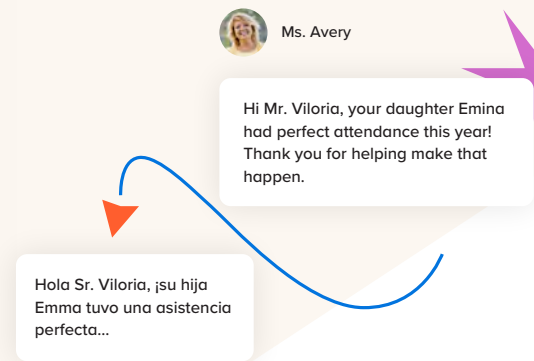 Ms. Avery
Hi Mr. Viloria, your daughter Emina
had perfect attendance this year!
Thank you for helping make that
happen.
Hola Sr. Viloria, ¡su hija
Emma tuvo una asistencia
perfecta...